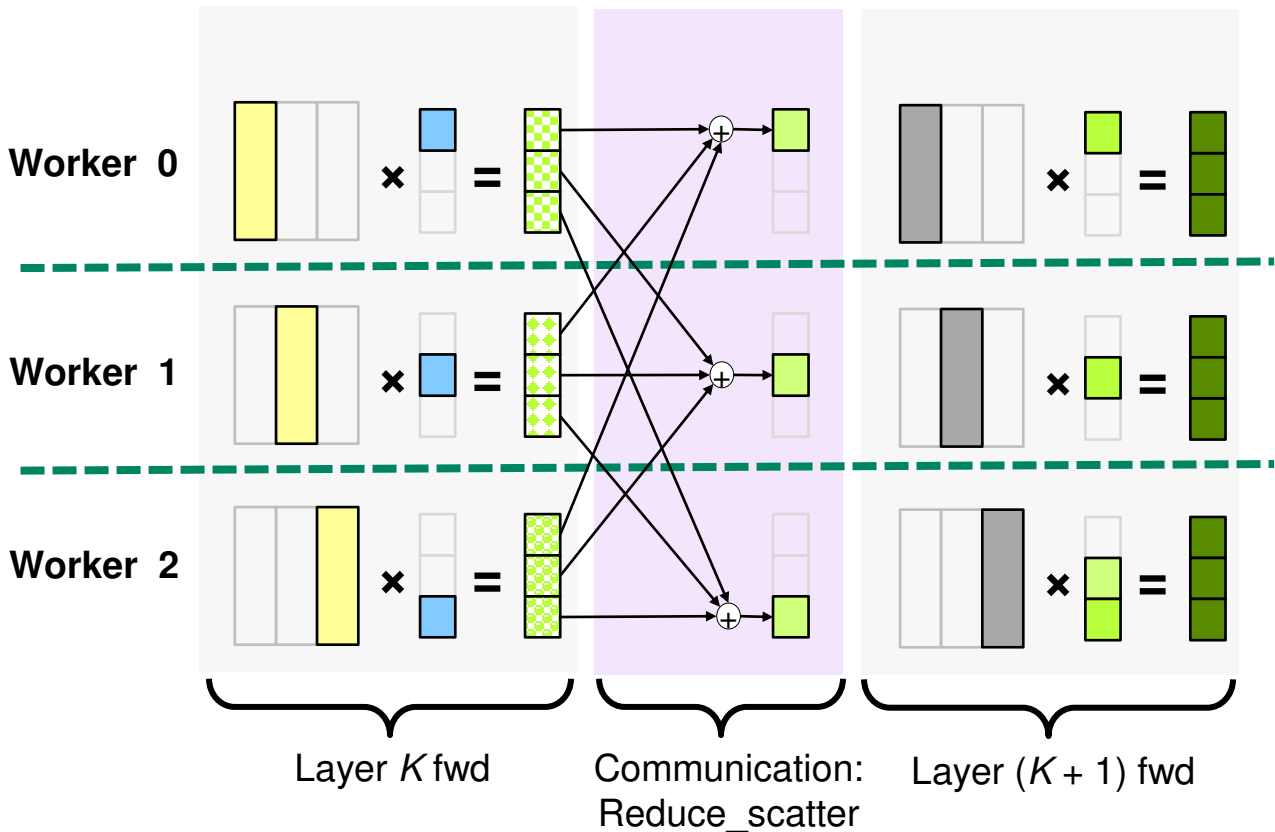 Worker 0
× =
+
× =
Worker 1
× =
+
× =
Worker 2
× =
+
× =
Layer K fwd
Communication:
Reduce_scatter
Layer (K + 1) fwd